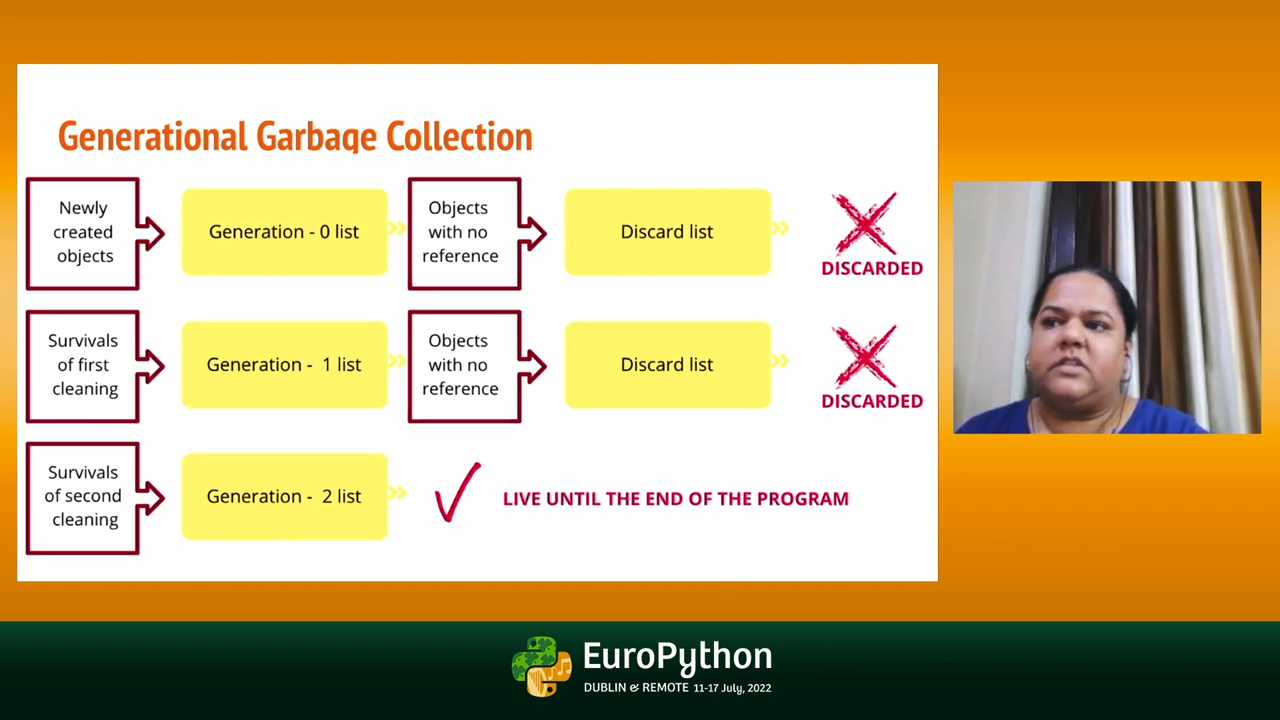 Generational Garbage Collection
Newly
created
objects
Generation - 0 list
Objects
with no
reference
Discard list
DISCARDED
Survivals
of first
cleaning
Generation - 1 list
Objects
with no
reference
Discard list
DISCARDED
Survivals
of second
cleaning
Generation - 2 list
LIVE UNTIL THE END OF THE PROGRAM
EuroPython
DUBLIN & REMOTE 11-17 July, 2022